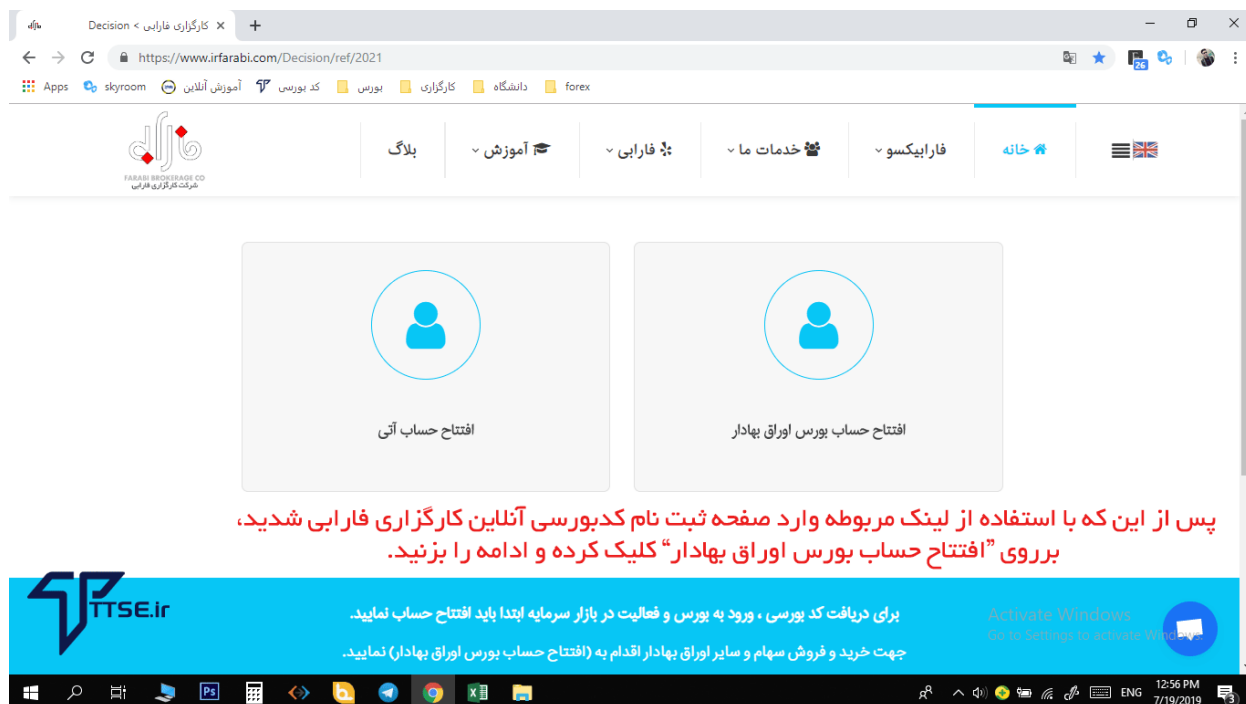 Decision > کارگزاری فارابی
https://www.irfarabi.com/Decision/ref/2021
26
Apps skyroom آموزش آنلاین کد بورسی بورس کارگزاری دانشگاه forex
FARABI BROKERAGE CO
شرکت کارگزاری فارابی
خانه فارابیکسو خدمات ما فارابی آموزش بلاگ
افتتاح حساب بورس اوراق بهادار
افتتاح حساب آتی
پس از این که با استفاده از لینک مربوطه وارد صفحه ثبت نام کدبورسی آنلاین کارگزاری فارابی شدید،
برروی "افتتاح حساب بورس اوراق بهادار" کلیک کرده و ادامه را بزنید.
TTSE.ir
برای دریافت کد بورسی ، ورود به بورس و فعالیت در بازار سرمایه ابتدا باید افتتاح حساب نمایید.
جهت خرید و فروش سهام و سایر اوراق بهادار اقدام به (افتتاح حساب بورس اوراق بهادار) نمایید.
Activate Windows
Go to Settings to activate Windows.
Ps
ENG
12:56 PM
7/19/2019
3